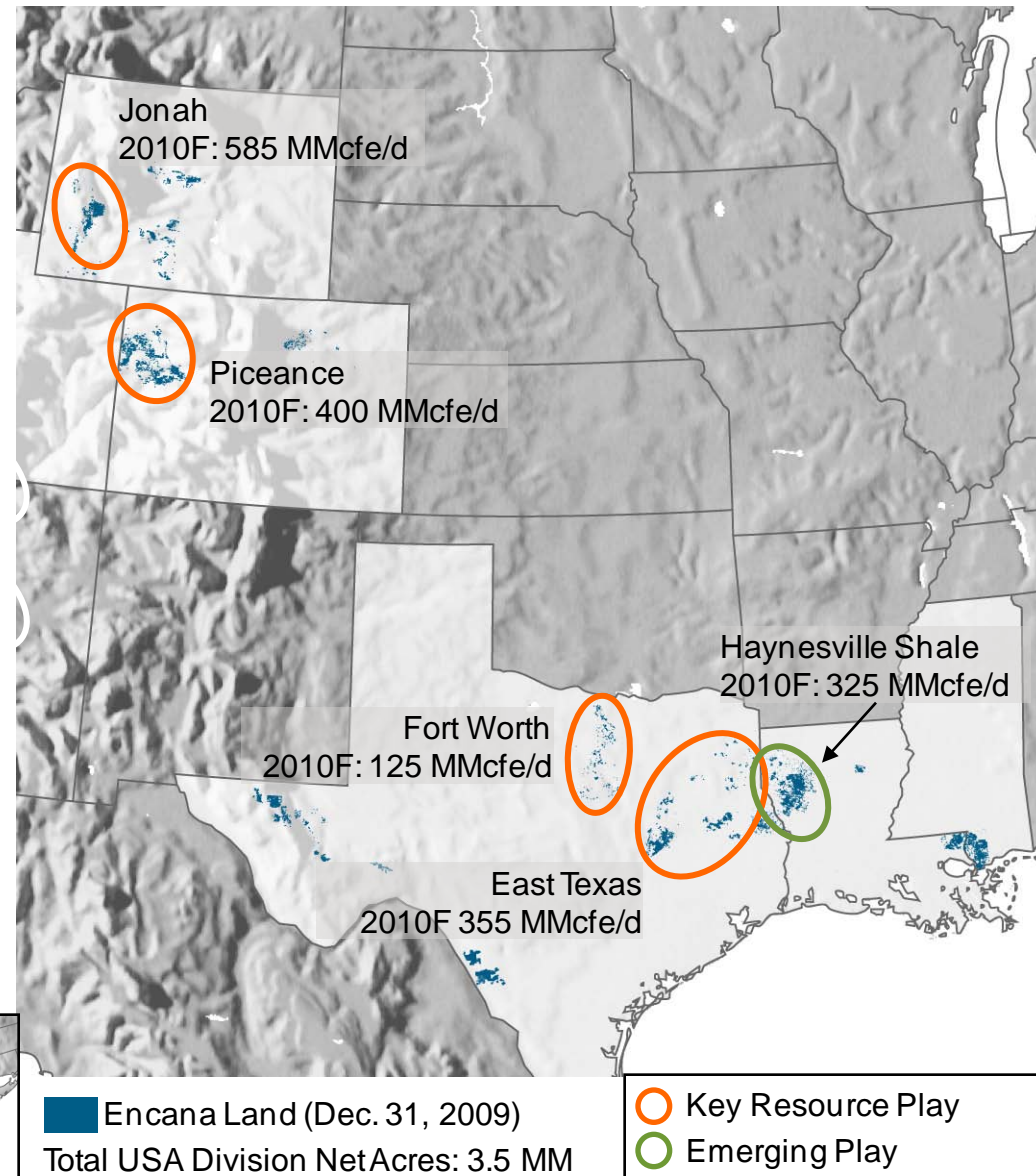 Jonah
2010F: 585 MMcfe/d
Piceance
2010F: 400 MMcfe/d
Haynesville Shale
2010F: 325 MMcfe/d
Fort Worth
2010F: 125 MMcfe/d
East Texas
2010F 355 MMcfe/d
Encana Land (Dec. 31, 2009)
Total USA Division Net Acres: 3.5 MM
Key Resource Play
Emerging Play